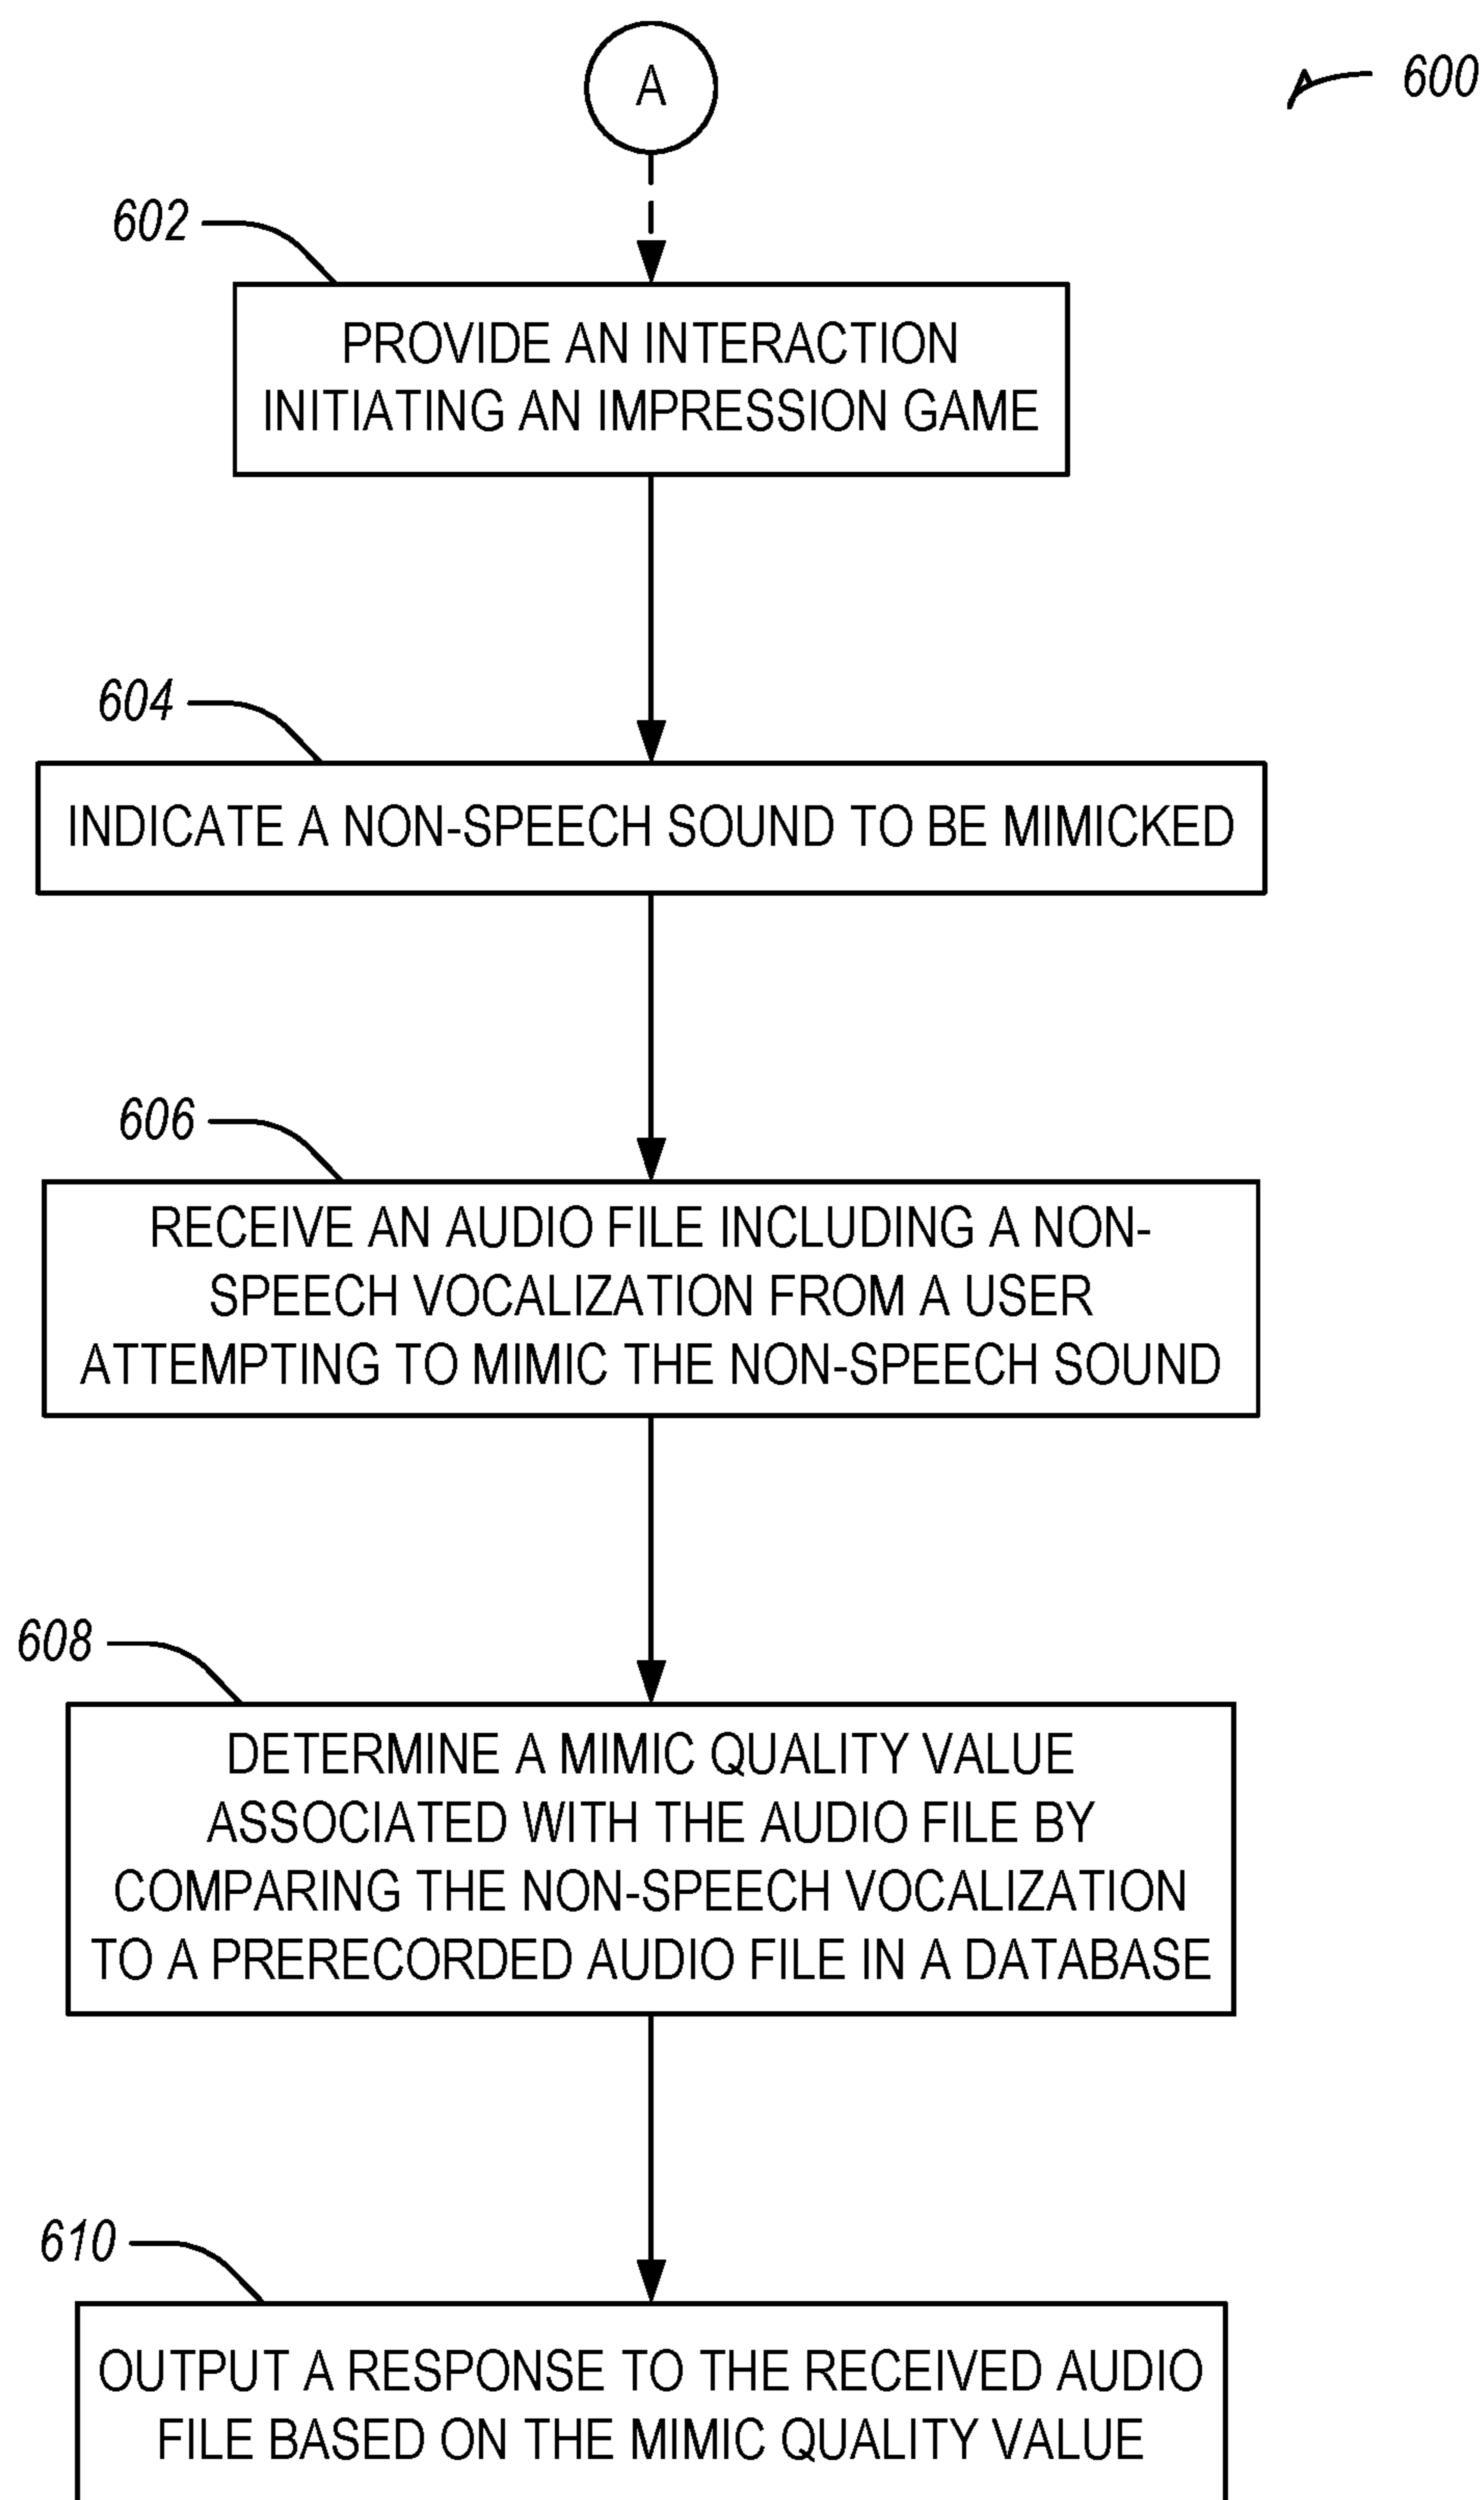 A
600
602
PROVIDE AN INTERACTION
INITIATING AN IMPRESSION GAME
604
INDICATE A NON-SPEECH SOUND TO BE MIMICKED
606
RECEIVE AN AUDIO FILE INCLUDING A NON-
SPEECH VOCALIZATION FROM A USER
ATTEMPTING TO MIMIC THE NON-SPEECH SOUND
608
DETERMINE A MIMIC QUALITY VALUE
ASSOCIATED WITH THE AUDIO FILE BY
COMPARING THE NON-SPEECH VOCALIZATION
TO A PRERECORDED AUDIO FILE IN A DATABASE
610
OUTPUT A RESPONSE TO THE RECEIVED AUDIO
FILE BASED ON THE MIMIC QUALITY VALUE